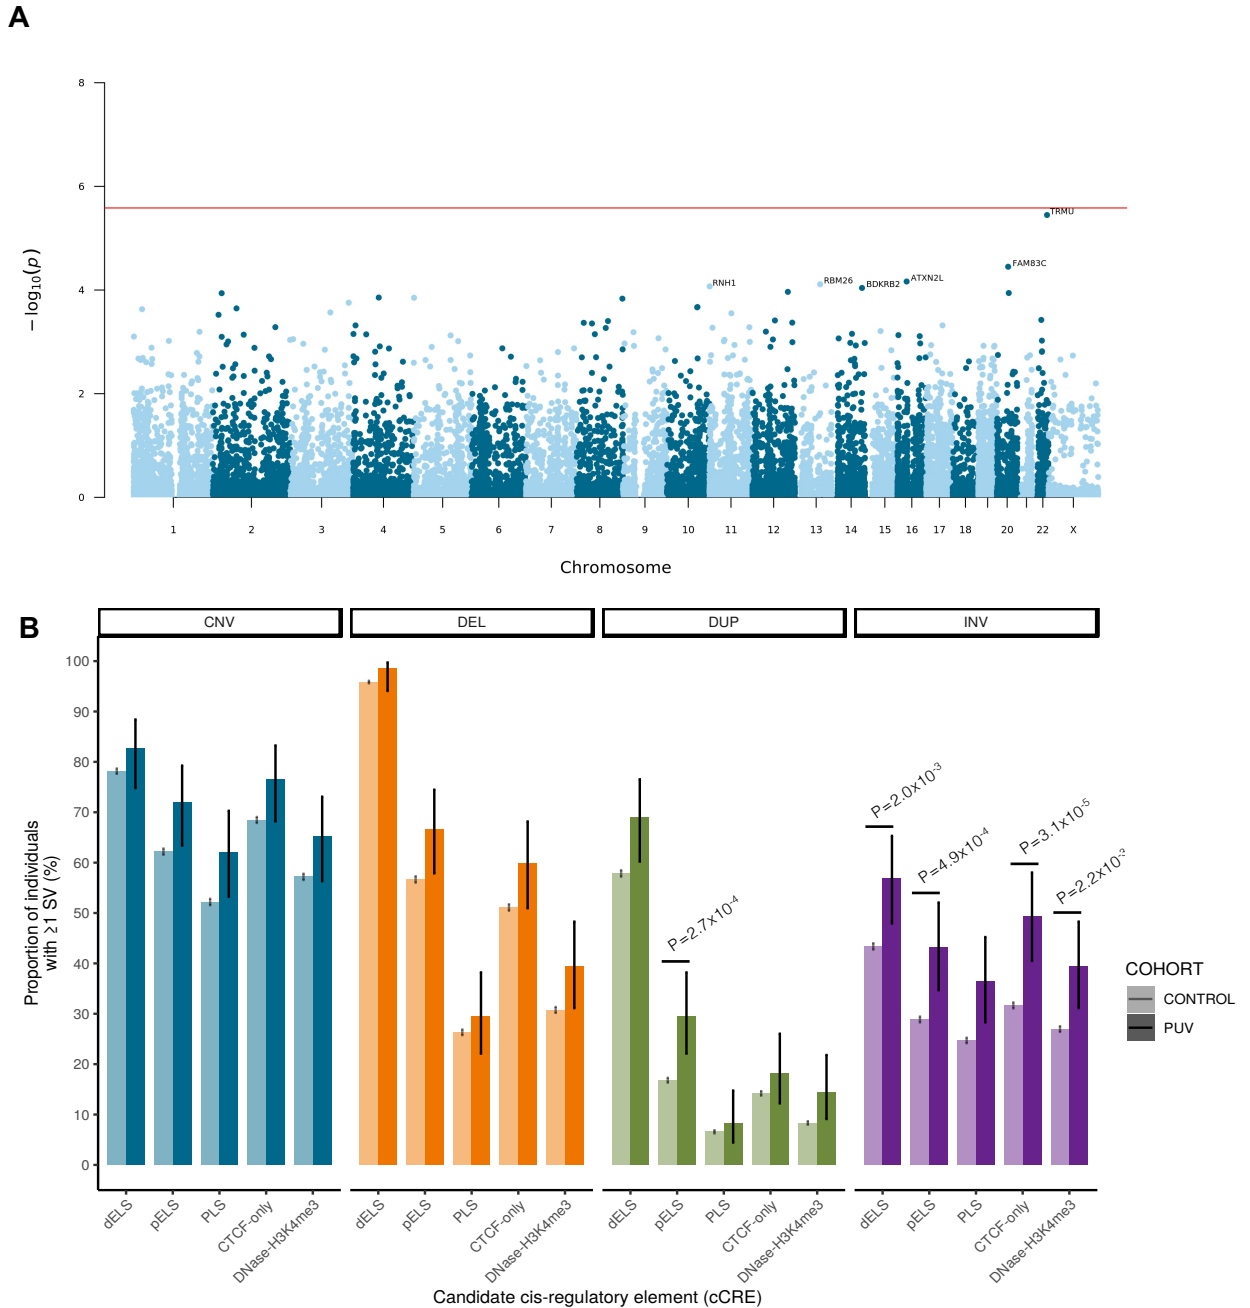 A
8
6
4
2
0
− log₁₀(p)
TRMU
FAM83C
RNH1
RBM26
BDKRB2
ATXN2L
1 2 3 4 5 6 7 8 9 10 11 12 13 14 15 16 17 18 20 22 X
Chromosome
B
CNV DEL DUP INV
100
90
80
70
60
50
40
30
20
10
0
Proportion of individuals
with ≥1 SV (%)
P=2.7x10⁻⁴
P=2.0x10⁻³
P=4.9x10⁻⁴
P=3.1x10⁻⁵
P=2.2x10⁻³
dELS pELS PLS CTCF-only DNase-H3K4me3 dELS pELS PLS CTCF-only DNase-H3K4me3 dELS pELS PLS CTCF-only DNase-H3K4me3 dELS pELS PLS CTCF-only DNase-H3K4me3
Candidate cis-regulatory element (cCRE)
COHORT
CONTROL
PUV